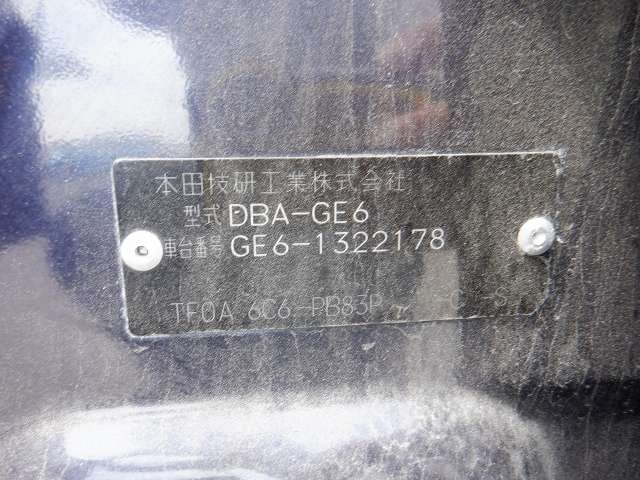 本田技研工業株式会社
型式 DBA-GE6
車台番号 GE6-1322178
TF0A 6C6-PB83P -C -S